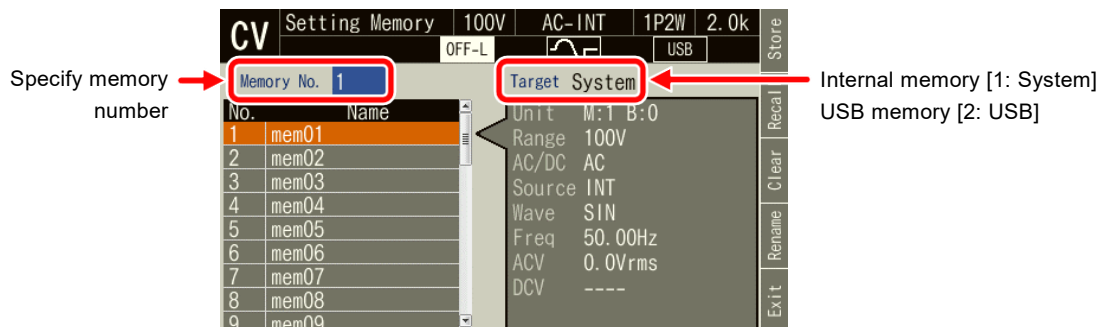 CV Setting Memory 100V AC-INT 1P2W 2.0k
OFF-L USB
Store
Specify memory
number
Memory No. 1
Target System
Internal memory [1: System]
USB memory [2: USB]
No. Name
1 mem01
2 mem02
3 mem03
4 mem04
5 mem05
6 mem06
7 mem07
8 mem08
9 mem09
Unit M:1 B:0
Range 100V
AC/DC AC
Source INT
Wave SIN
Freq 50.00Hz
ACV 0.0Vrms
DCV ----
Recal
Clear
Rename
Exit